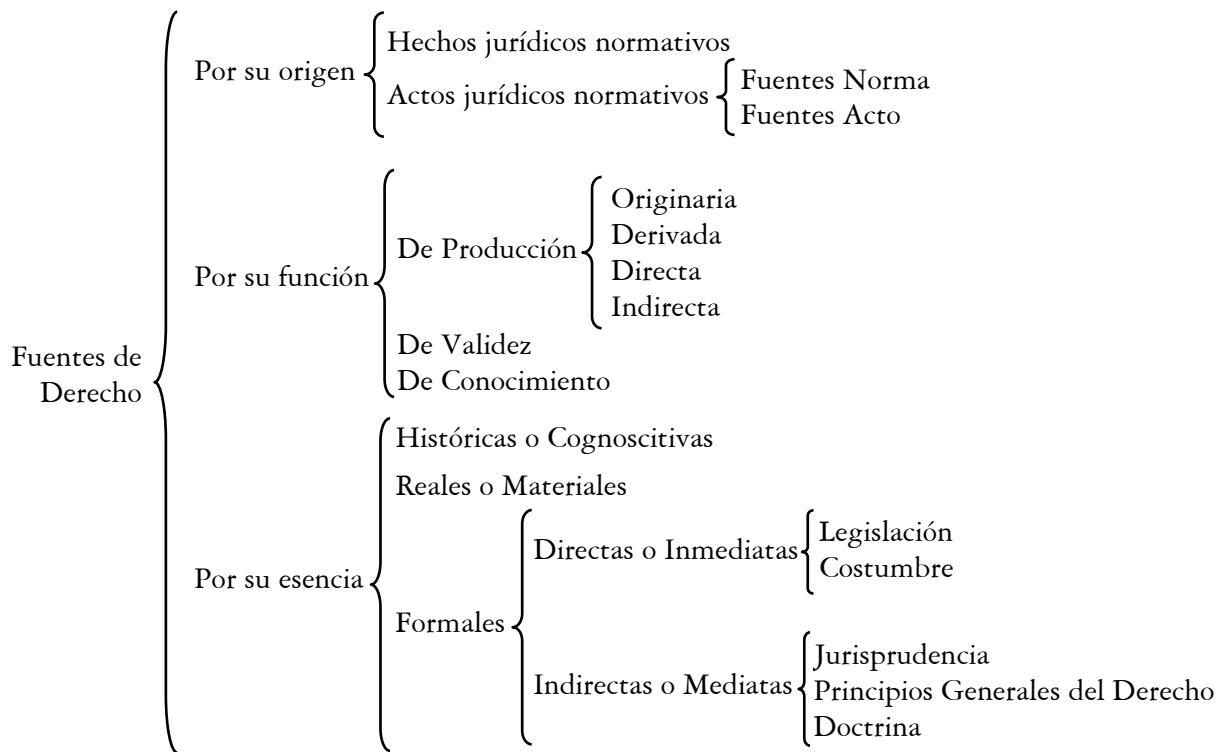 Fuentes de
Derecho
Por su origen
Hechos jurídicos normativos
Actos jurídicos normativos
Fuentes Norma
Fuentes Acto
Por su función
De Producción
Originaria
Derivada
Directa
Indirecta
De Validez
De Conocimiento
Por su esencia
Históricas o Cognoscitivas
Reales o Materiales
Formales
Directas o Inmediatas
Legislación
Costumbre
Indirectas o Mediatas
Jurisprudencia
Principios Generales del Derecho
Doctrina